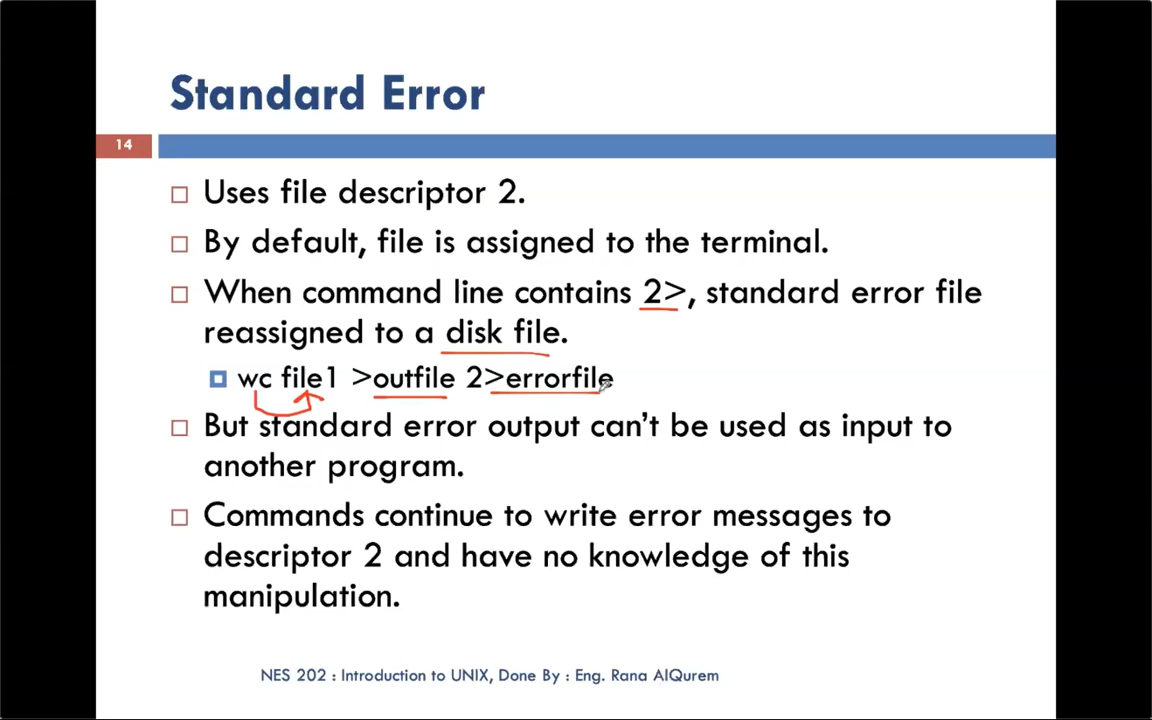 Standard Error
14
Uses file descriptor 2.
By default, file is assigned to the terminal.
When command line contains 2>, standard error file
reassigned to a disk file.
wc file1 >outfile 2>errorfile
But standard error output can't be used as input to
another program.
Commands continue to write error messages to
descriptor 2 and have no knowledge of this
manipulation.
NES 202 : Introduction to UNIX, Done By : Eng. Rana AlQurem